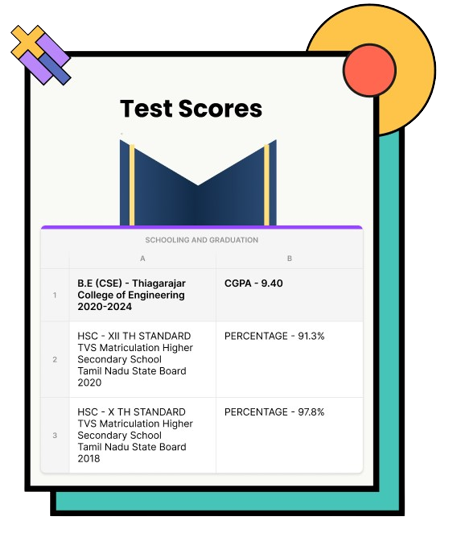 Test Scores
SCHOOLING AND GRADUATION
A B
1 B.E (CSE) - Thiagarajar CGPA - 9.40
College of Engineering
2020-2024
2 HSC - XII TH STANDARD PERCENTAGE - 91.3%
TVS Matriculation Higher
Secondary School
Tamil Nadu State Board
2020
3 HSC - X TH STANDARD PERCENTAGE - 97.8%
TVS Matriculation Higher
Secondary School
Tamil Nadu State Board
2018